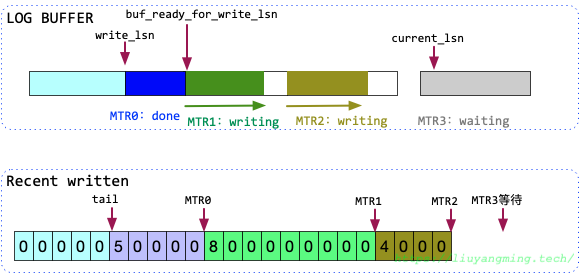 LOG BUFFER
buf_ready_for_write_lsn
write_lsn
current_lsn
MTR0: done
MTR1: writing
MTR2: writing
MTR3: waiting
Recent written
tail
MTR0
MTR1
MTR2
MTR3等待
0 0 0 0 0 5 0 0 0 0 8 0 0 0 0 0 0 0 0 4 0 0 0
liuyangming.tech/